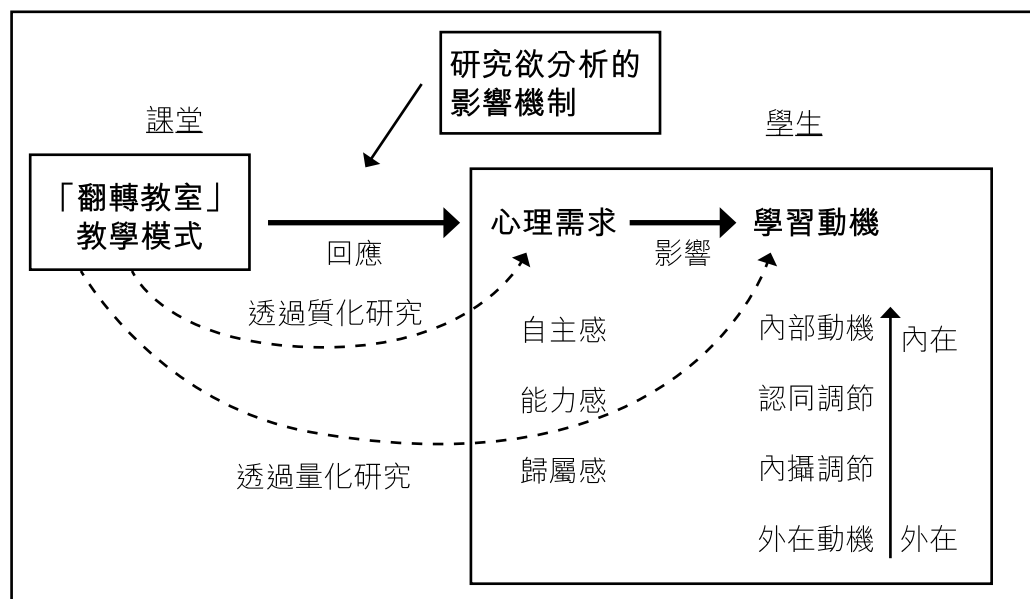 研究欲分析的
影響機制
課堂
學生
「翻轉教室」
教學模式
回應
心理需求
影響
學習動機
透過質化研究
透過量化研究
自主感
能力感
歸屬感
內部動機
認同調節
內攝調節
外在動機
內在
外在